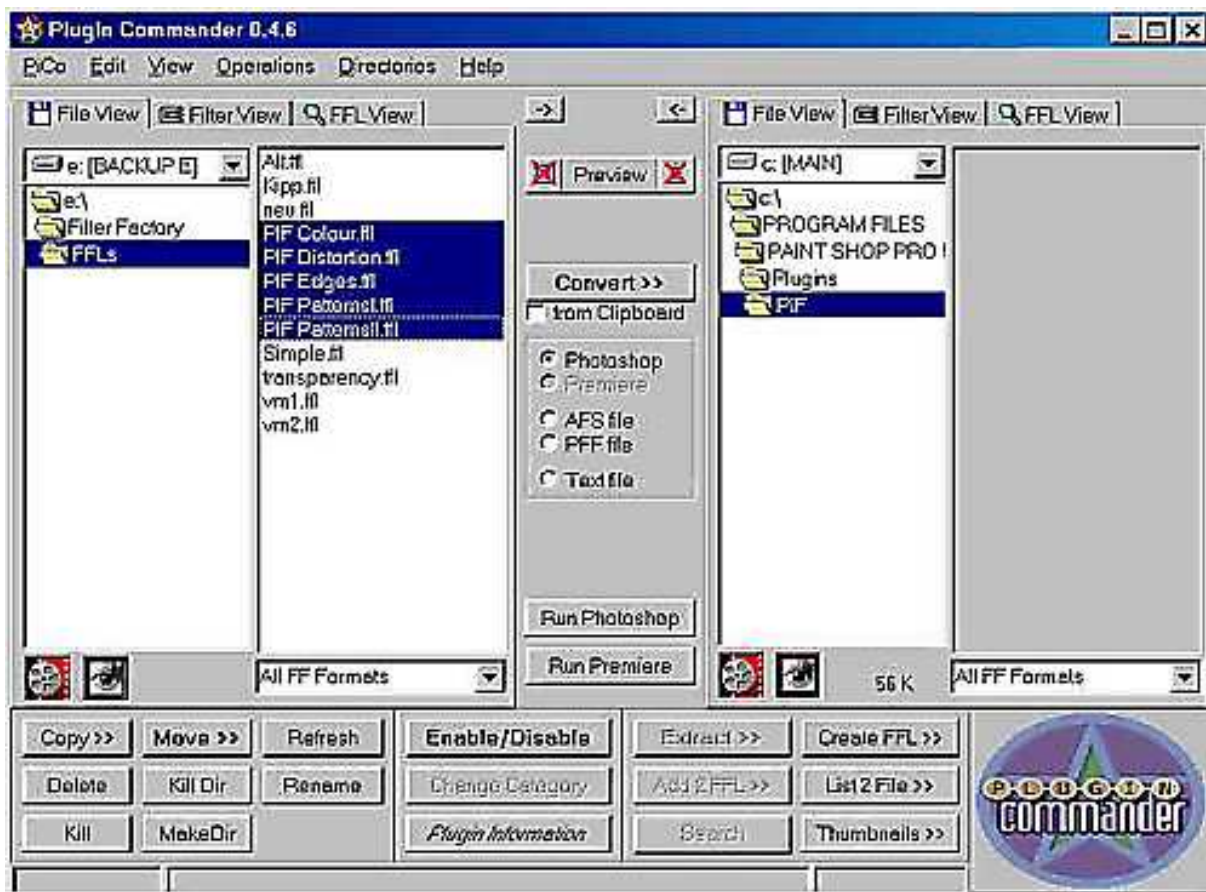 PlugIn Commander 0.4.6
PiCo Edit View Operations Directories Help
File View Filter View FFL View
e: [BACKUP E]
e:\
Filter Factory
FFLs
Alt.ffl
Kipp.ffl
neu.ffl
PIF Colour.ffl
PIF Distortion.ffl
PIF Edges.ffl
PIF PatternsI.ffl
PIF PatternsII.ffl
Simple.ffl
transparency.ffl
vm1.ffl
vm2.ffl
All FF Formats
-> <-
Preview
Convert >>
from Clipboard
Photoshop
Premiere
AFS file
PFF file
Text file
Run Photoshop
Run Premiere
File View Filter View FFL View
c: [MAIN]
c:\
PROGRAM FILES
PAINT SHOP PRO
Plugins
PIF
56 K
All FF Formats
Copy >> Move >> Refresh Enable/Disable Extract >> Create FFL >>
Delete Kill Dir Rename Change Category Add 2 FFL >> List 2 File >>
Kill MakeDir Plugin Information Search Thumbnails >>
PLUGIN
commander